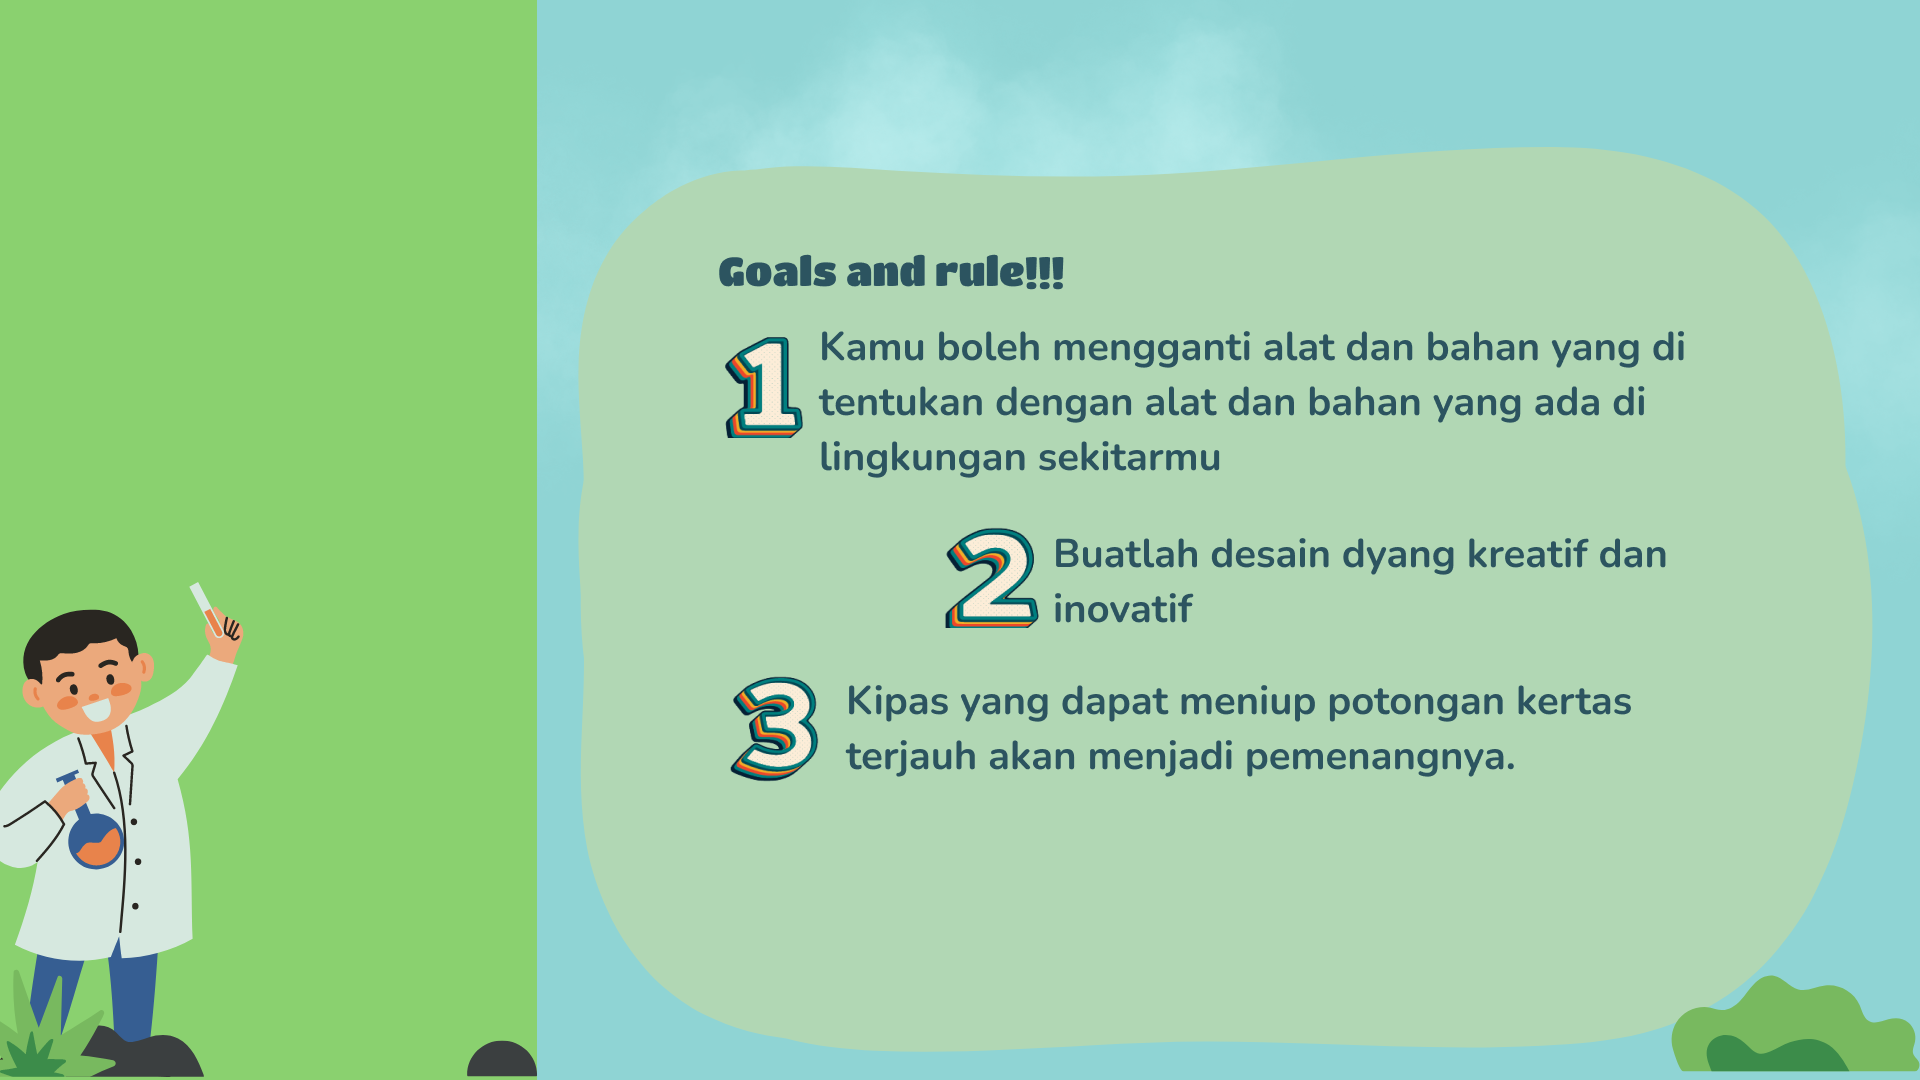 Goals and rule!!!
1 Kamu boleh mengganti alat dan bahan yang di
tentukan dengan alat dan bahan yang ada di
lingkungan sekitarmu
2 Buatlah desain dyang kreatif dan
inovatif
3 Kipas yang dapat meniup potongan kertas
terjauh akan menjadi pemenangnya.